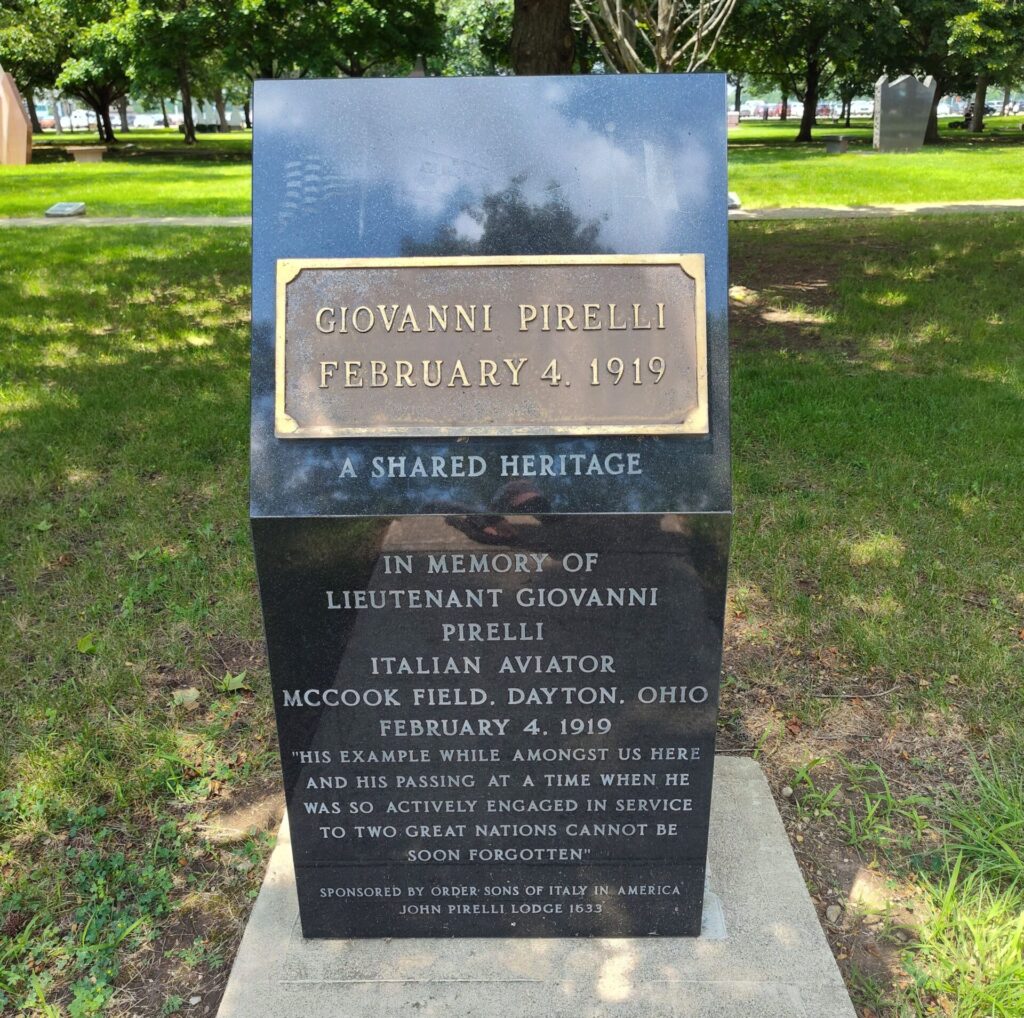 GIOVANNI PIRELLI
FEBRUARY 4, 1919
A SHARED HERITAGE
IN MEMORY OF
LIEUTENANT GIOVANNI
PIRELLI
ITALIAN AVIATOR
MCCOOK FIELD, DAYTON, OHIO
FEBRUARY 4, 1919
"HIS EXAMPLE WHILE AMONGST US HERE
AND HIS PASSING AT A TIME WHEN HE
WAS SO ACTIVELY ENGAGED IN SERVICE
TO TWO GREAT NATIONS CANNOT BE
SOON FORGOTTEN"
SPONSORED BY ORDER SONS OF ITALY IN AMERICA
JOHN PIRELLI LODGE 1633